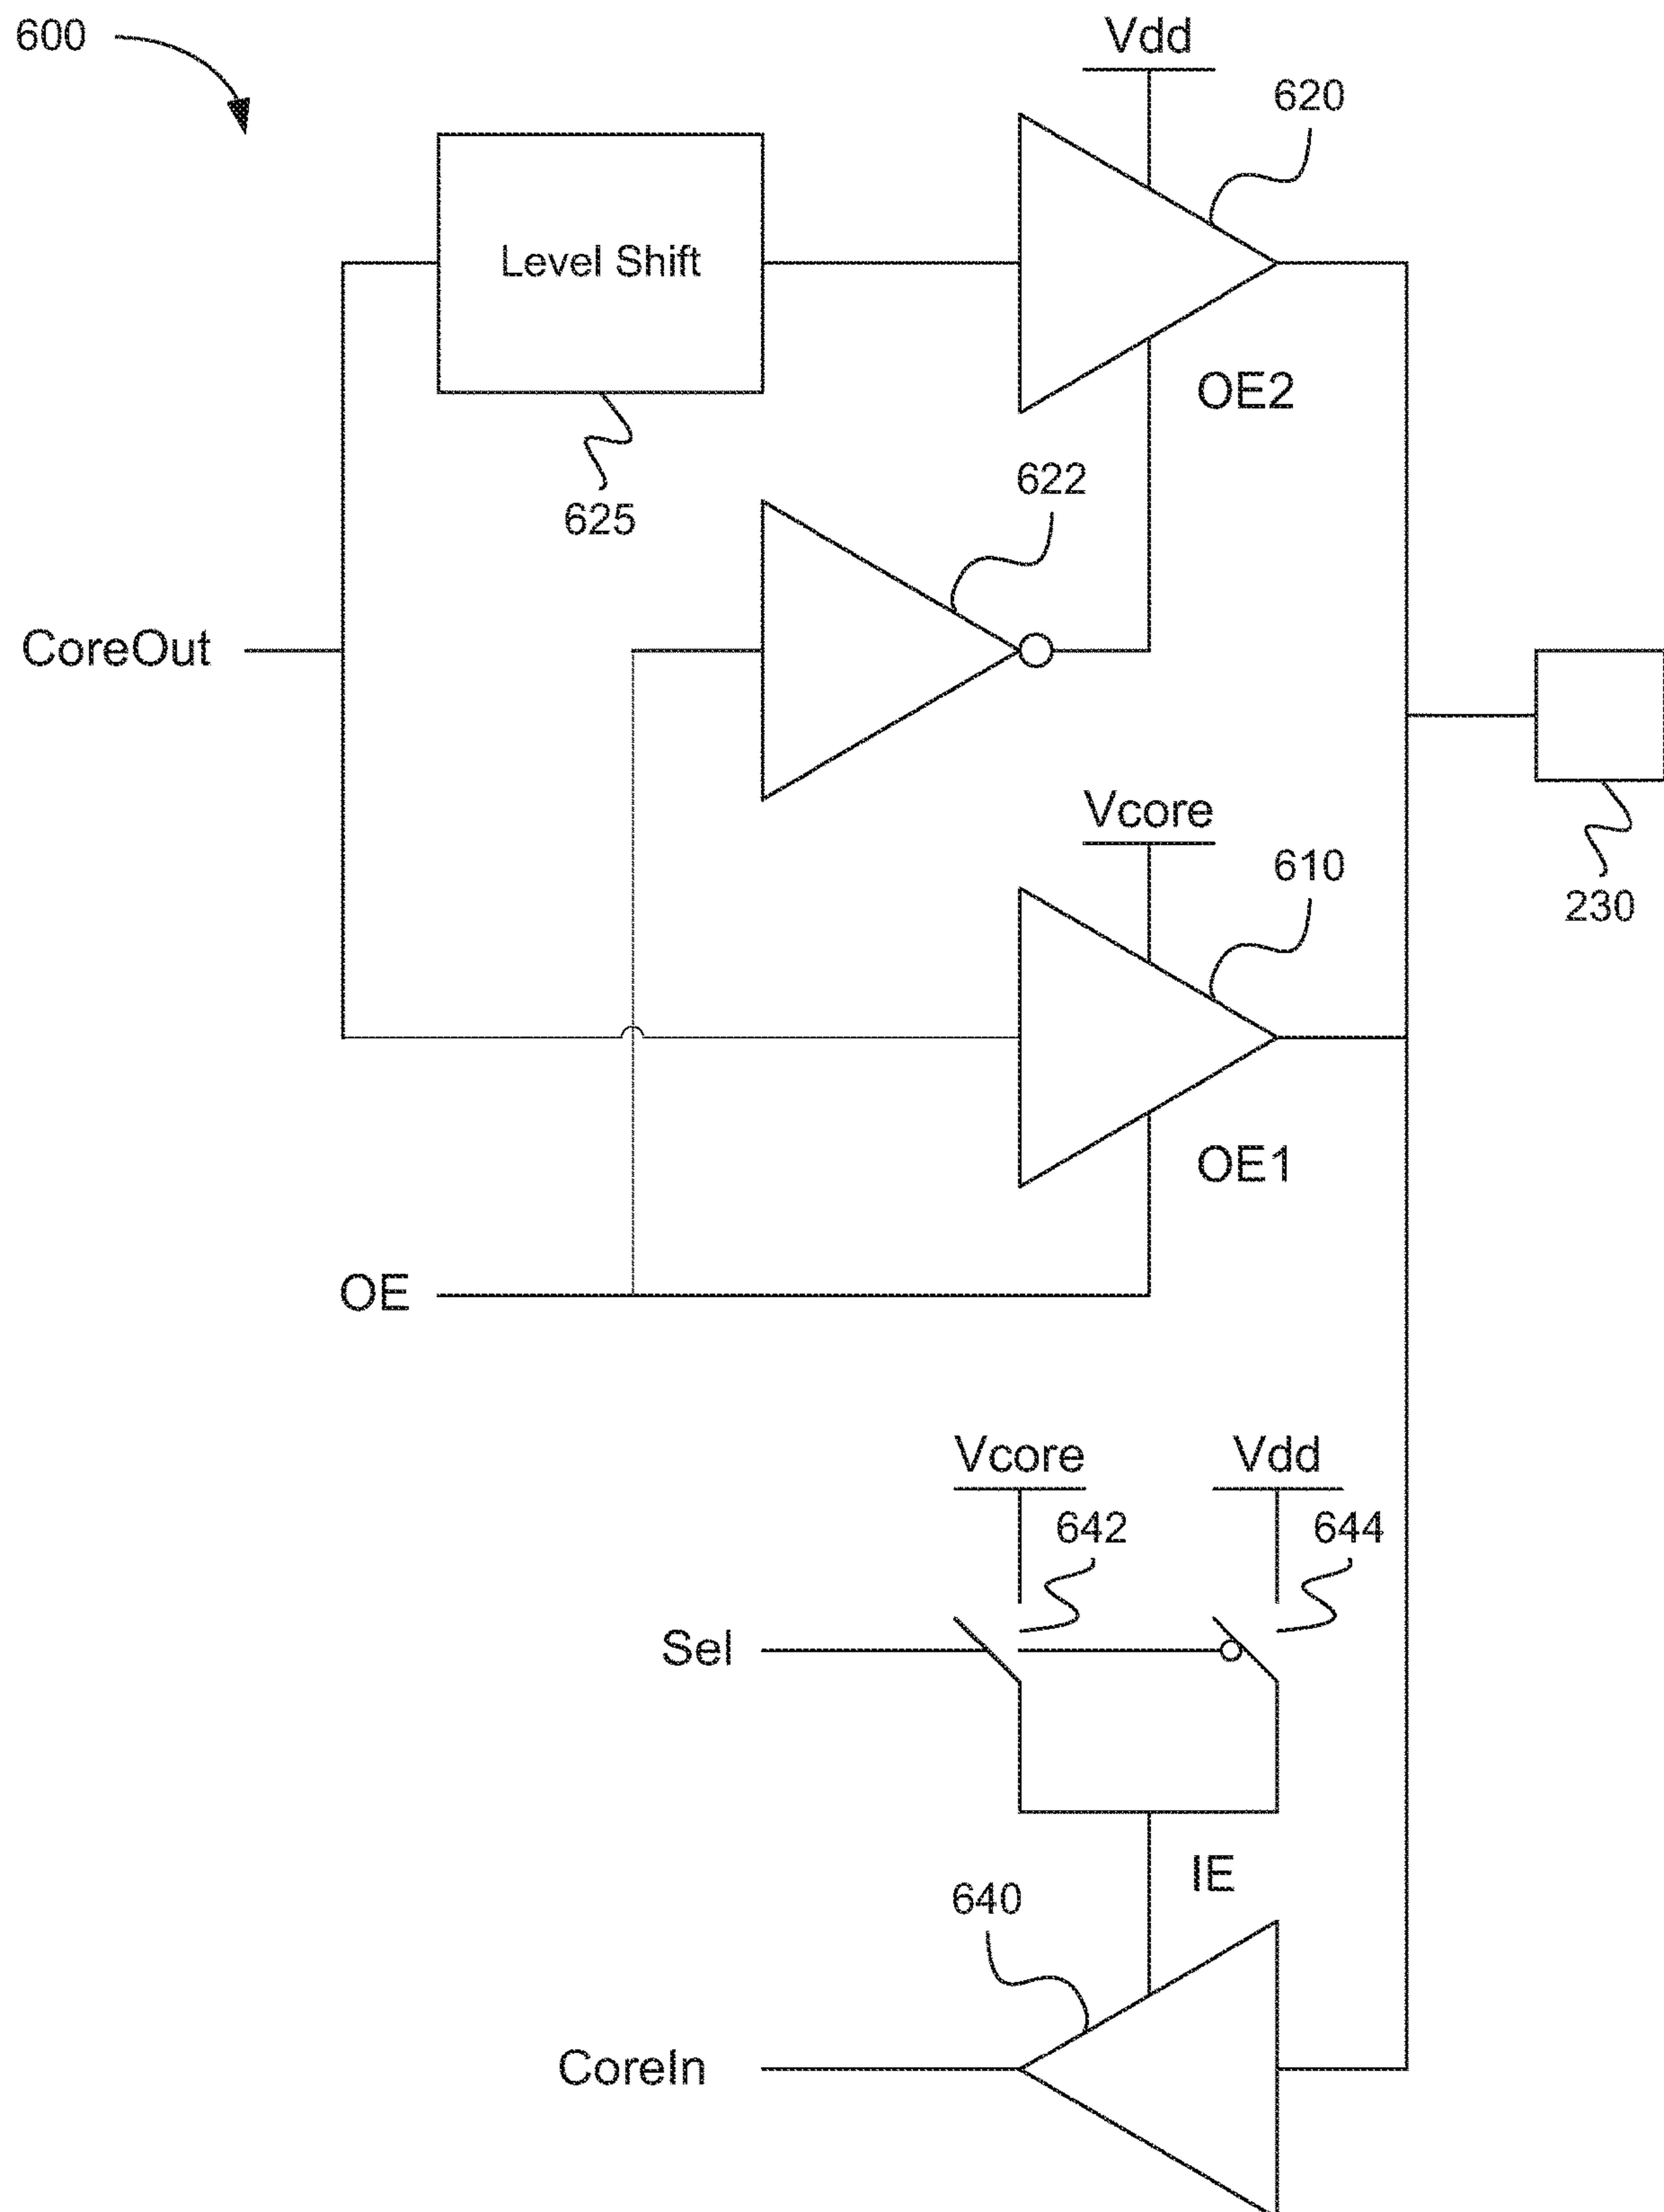 600
Vdd
620
Level Shift
OE2
622
625
CoreOut
Vcore
610
230
OE1
OE
Vcore
Vdd
642
644
Sel
IE
640
CoreIn